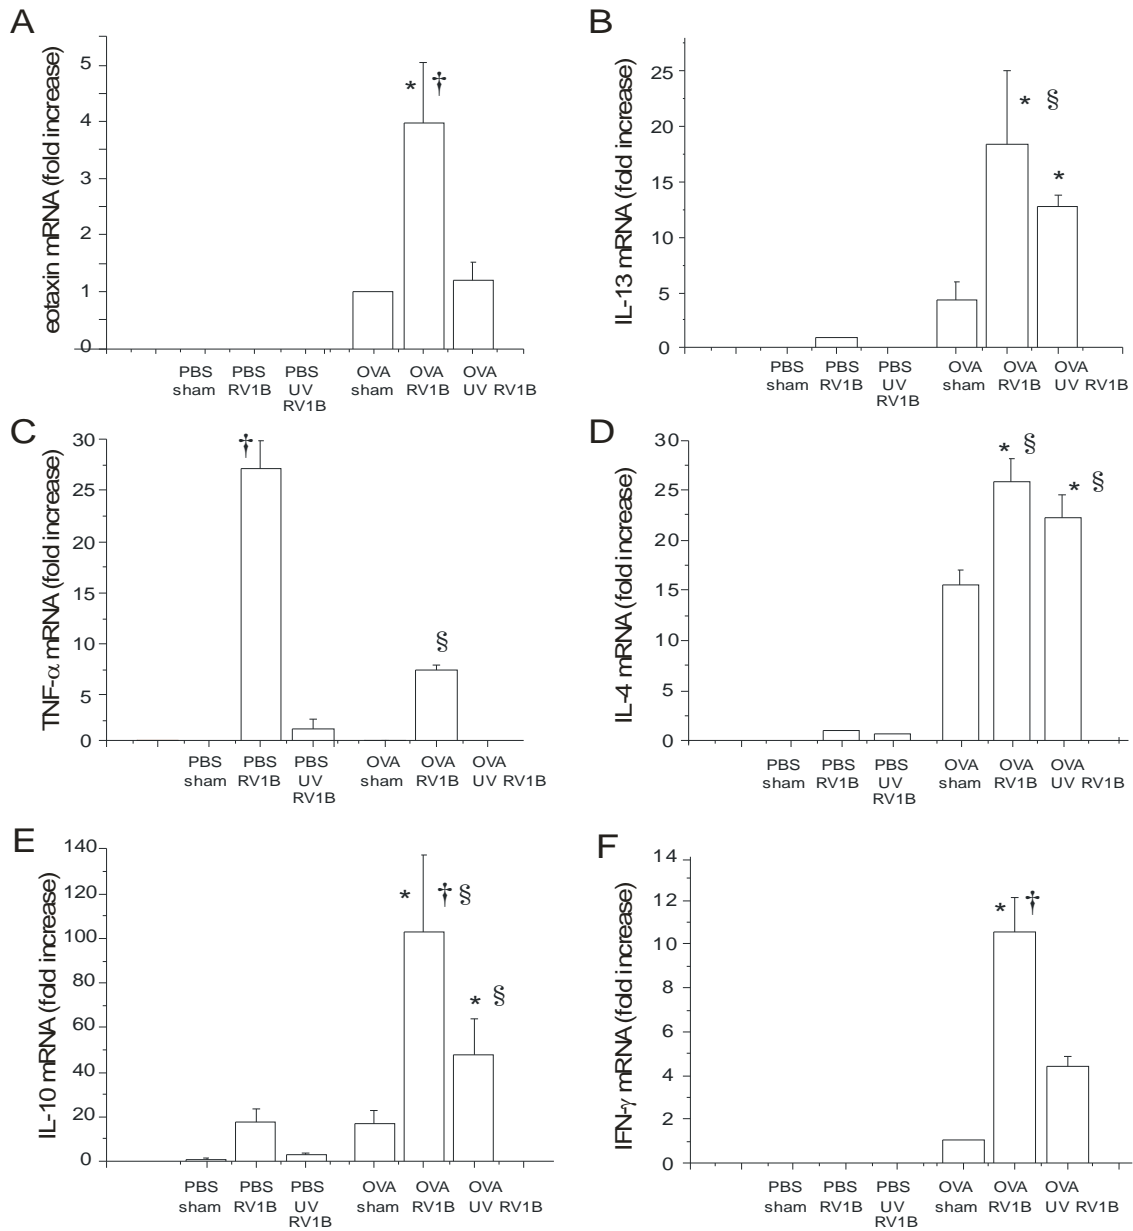 A
eotaxin mRNA (fold increase)
5
4
3
2
1
0
* †
PBS PBS PBS OVA OVA OVA
sham RV1B UV sham RV1B UV RV1B
RV1B
B
IL-13 mRNA (fold increase)
25
20
15
10
5
0
* §
*
PBS PBS PBS OVA OVA OVA
sham RV1B UV sham RV1B UV RV1B
RV1B
C
TNF-α mRNA (fold increase)
30
25
20
15
10
5
0
†
§
PBS PBS PBS OVA OVA OVA
sham RV1B UV sham RV1B UV RV1B
RV1B
D
IL-4 mRNA (fold increase)
30
25
20
15
10
5
0
* §
* §
PBS PBS PBS OVA OVA OVA
sham RV1B UV sham RV1B UV RV1B
RV1B
E
IL-10 mRNA (fold increase)
140
120
100
80
60
40
20
0
* † §
* §
PBS PBS PBS OVA OVA OVA
sham RV1B UV sham RV1B UV RV1B
RV1B
F
IFN-γ mRNA (fold increase)
14
12
10
8
6
4
2
0
* †
PBS PBS PBS OVA OVA OVA
sham RV1B UV sham RV1B UV RV1B
RV1B